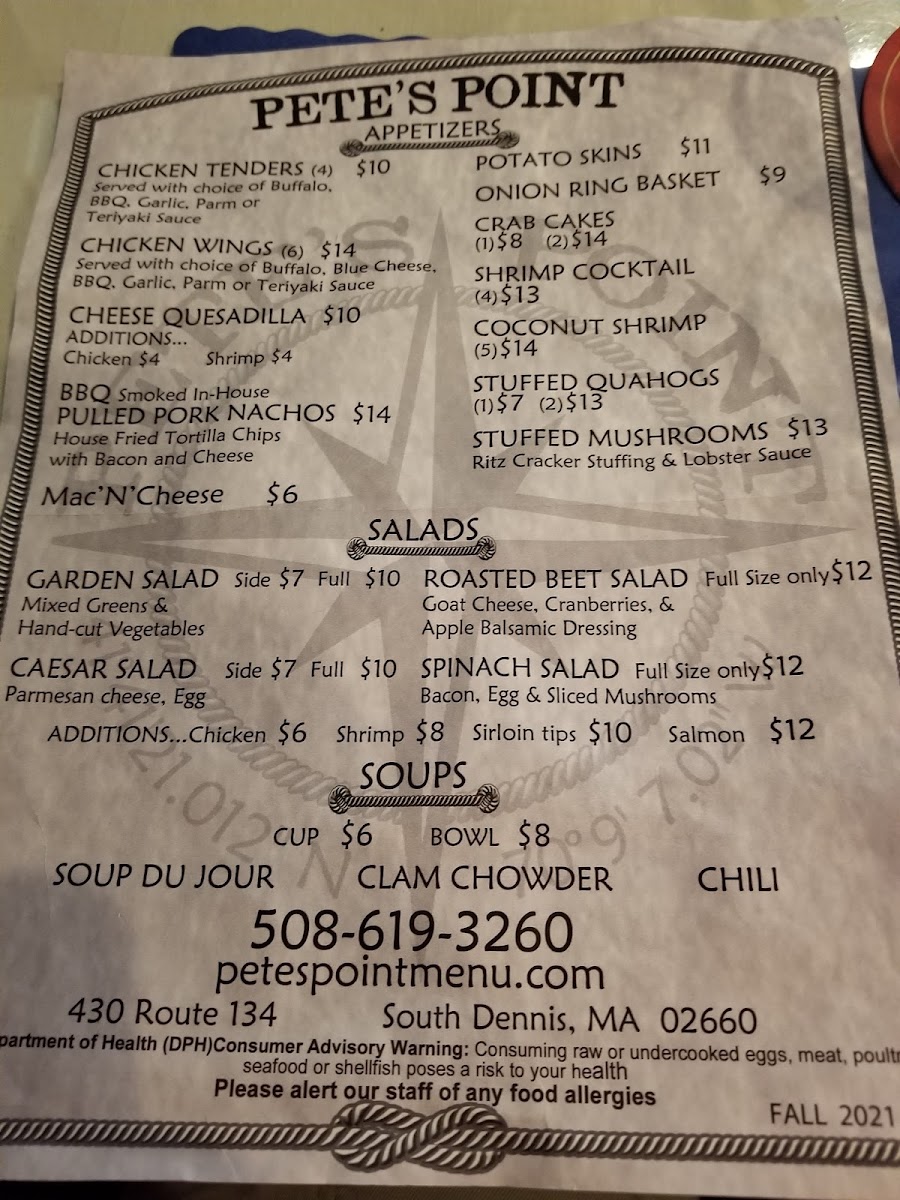 PETE'S POINT
APPETIZERS
CHICKEN TENDERS (4) $10
Served with choice of Buffalo,
BBQ, Garlic, Parm or
Teriyaki Sauce
CHICKEN WINGS (6) $14
Served with choice of Buffalo, Blue Cheese,
BBQ, Garlic, Parm or Teriyaki Sauce
CHEESE QUESADILLA $10
ADDITIONS...
Chicken $4 Shrimp $4
BBQ Smoked In-House
PULLED PORK NACHOS $14
House Fried Tortilla Chips
with Bacon and Cheese
Mac'N'Cheese $6
POTATO SKINS $11
ONION RING BASKET $9
CRAB CAKES
(1)$8 (2)$14
SHRIMP COCKTAIL
(4)$13
COCONUT SHRIMP
(5)$14
STUFFED QUAHOGS
(1)$7 (2)$13
STUFFED MUSHROOMS $13
Ritz Cracker Stuffing & Lobster Sauce
SALADS
GARDEN SALAD Side $7 Full $10
Mixed Greens &
Hand-cut Vegetables
ROASTED BEET SALAD Full Size only $12
Goat Cheese, Cranberries, &
Apple Balsamic Dressing
CAESAR SALAD Side $7 Full $10
Parmesan cheese, Egg
SPINACH SALAD Full Size only $12
Bacon, Egg & Sliced Mushrooms
ADDITIONS...Chicken $6 Shrimp $8 Sirloin tips $10 Salmon $12
SOUPS
CUP $6 BOWL $8
SOUP DU JOUR CLAM CHOWDER CHILI
508-619-3260
petespointmenu.com
430 Route 134 South Dennis, MA 02660
partment of Health (DPH)Consumer Advisory Warning: Consuming raw or undercooked eggs, meat, poultr
seafood or shellfish poses a risk to your health
Please alert our staff of any food allergies
FALL 2021